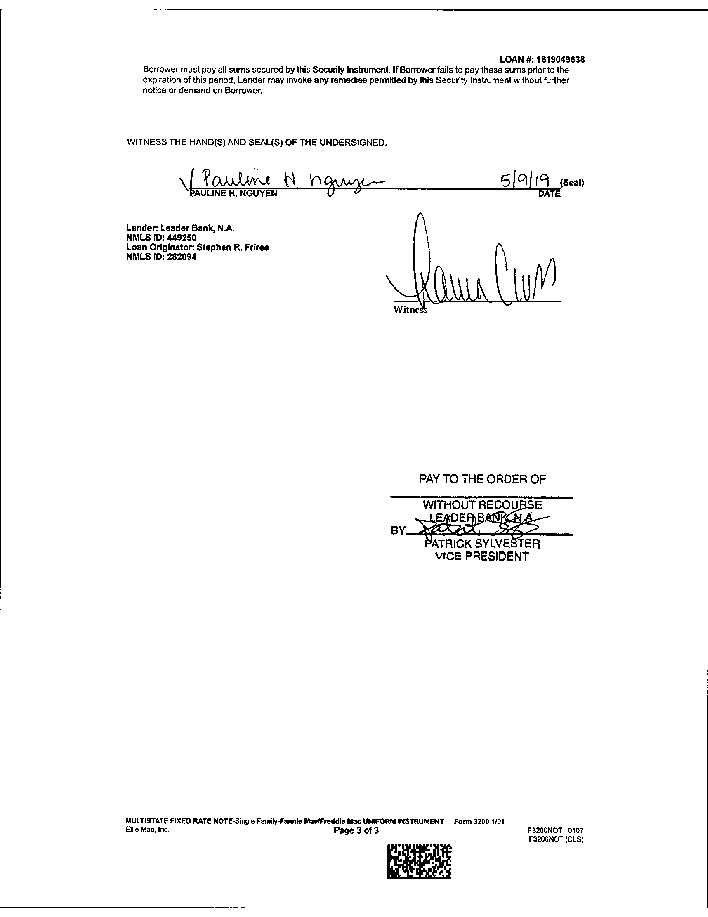 LOAN #: 1819049638
Borrower must pay all sums secured by this Security Instrument. If Borrower fails to pay these sums prior to the
expiration of this period, Lender may invoke any remedies permitted by this Security Instrument without further
notice or demand on Borrower.
WITNESS THE HAND(S) AND SEAL(S) OF THE UNDERSIGNED.
Pauline H Nguyen 5/9/19 (Seal)
PAULINE H. NGUYEN DATE
Lender: Leader Bank, N.A.
NMLS ID: 449250
Loan Originator: Stephen R.
NMLS ID: 282094
Witness
PAY TO THE ORDER OF
WITHOUT RECOURSE
LEADER BANK, N.A.
BY
PATRICK SYLVESTER
VICE PRESIDENT
MULTISTATE FIXED RATE NOTE-Single Family-Fannie Mae/Freddie Mac UNIFORM INSTRUMENT Form 3200 1/01
Ellie Mae, Inc. Page 3 of 3 F3200NOT 0107
F3200NOT (CLS)